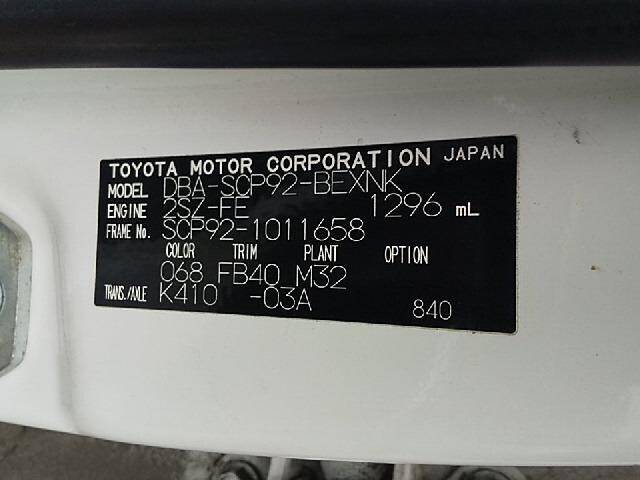 TOYOTA MOTOR CORPORATION JAPAN
MODEL DBA-SCP92-BEXNK
ENGINE 2SZ-FE 1296 mL
FRAME No. SCP92-1011658
COLOR TRIM PLANT OPTION
068 FB40 M32
TRANS./AXLE K410 -03A 840